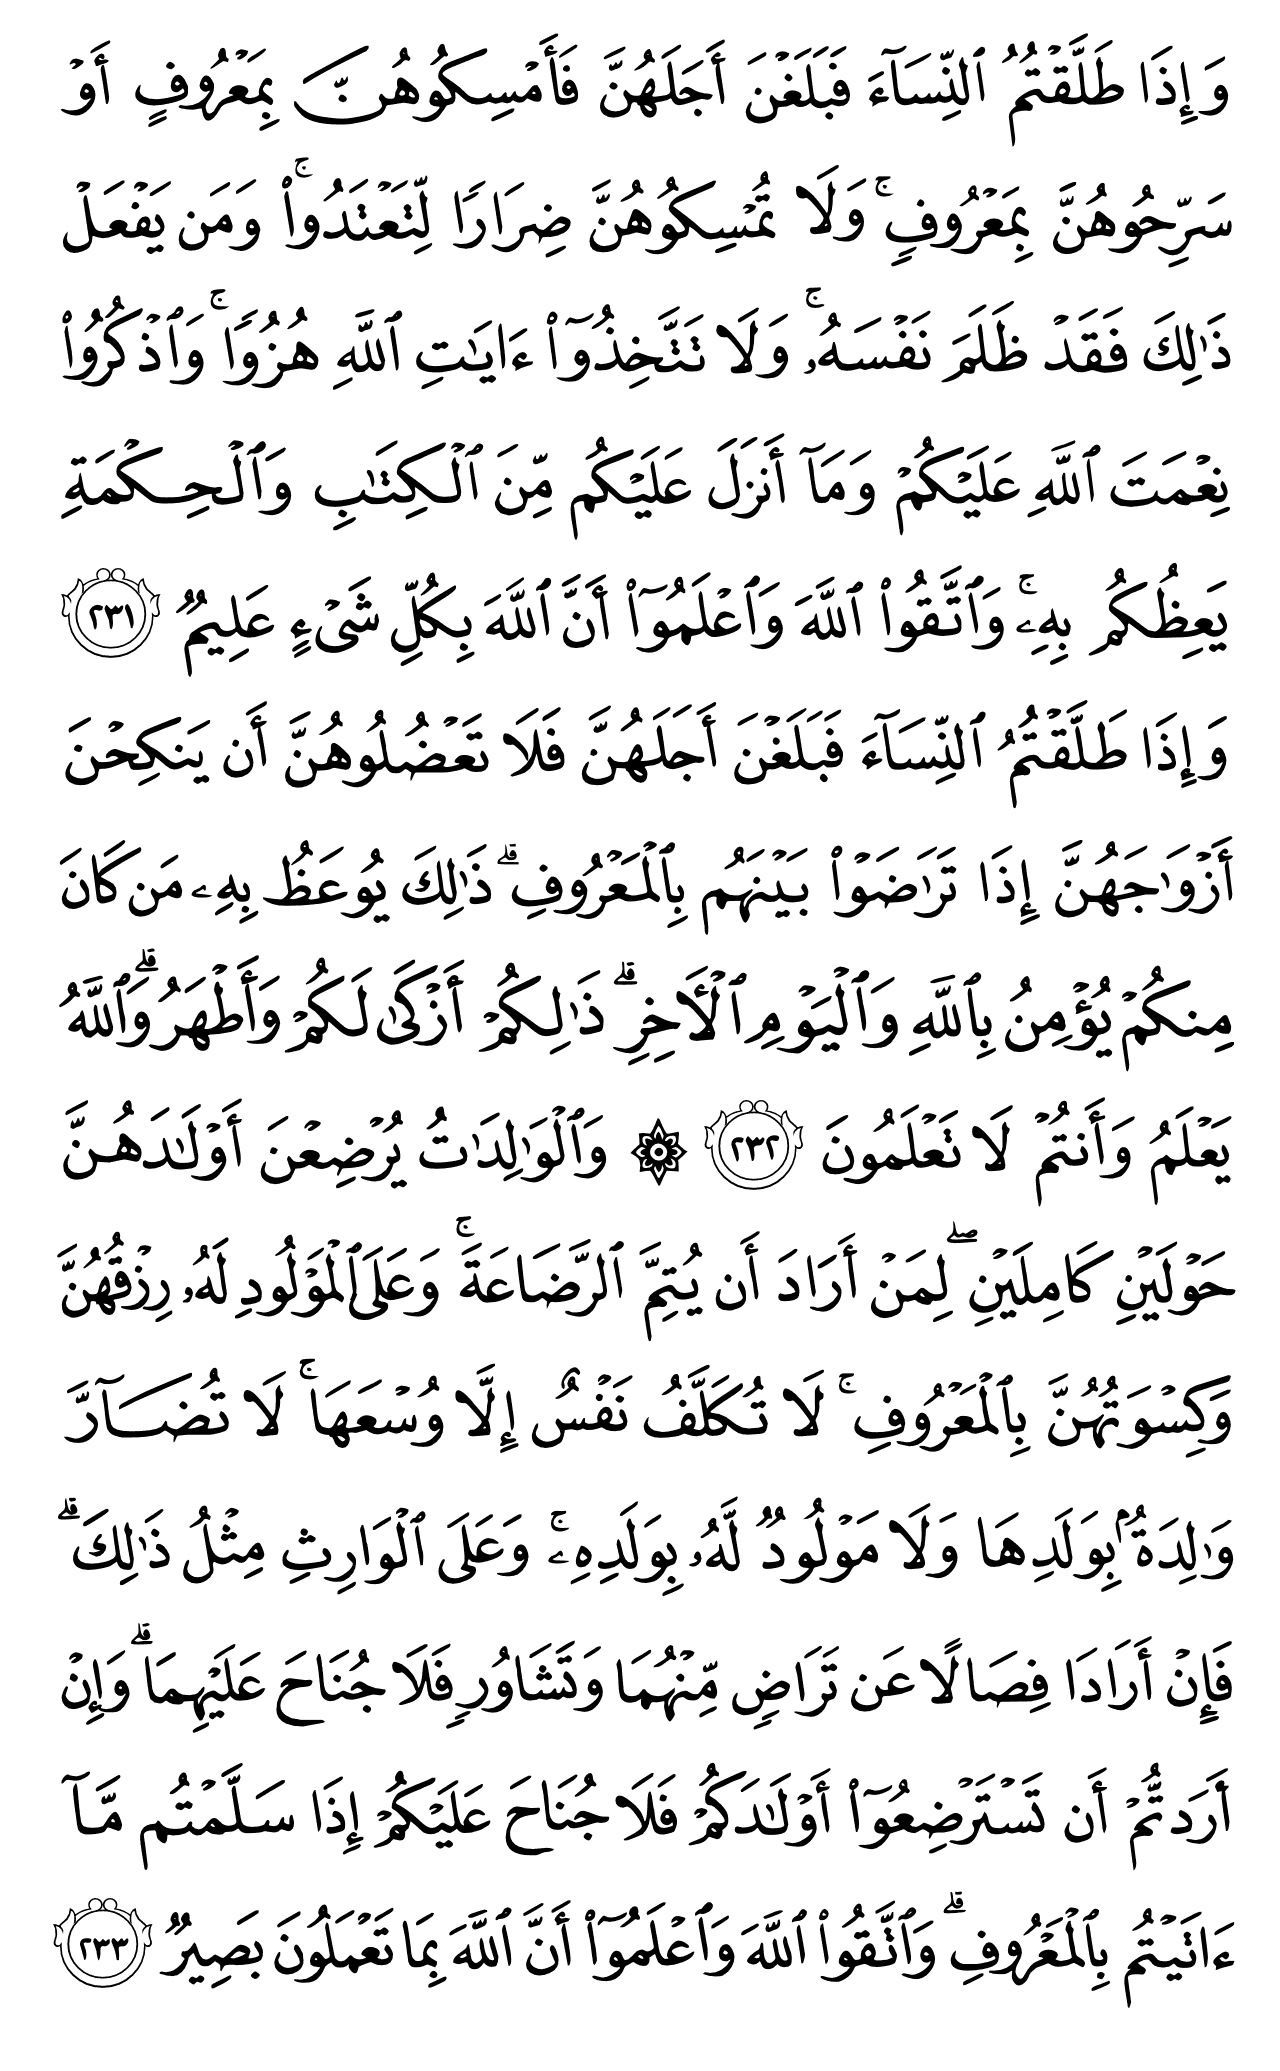 وَإِذَا طَلَّقۡتُمُ ٱلنِّسَآءَ فَبَلَغۡنَ أَجَلَهُنَّ فَأَمۡسِكُوهُنَّ بِمَعۡرُوفٍ أَوۡ
سَرِّحُوهُنَّ بِمَعۡرُوفٖۚ وَلَا تُمۡسِكُوهُنَّ ضِرَارٗا لِّتَعۡتَدُواْۚ وَمَن يَفۡعَلۡ
ذَٰلِكَ فَقَدۡ ظَلَمَ نَفۡسَهُۥۚ وَلَا تَتَّخِذُوٓاْ ءَايَٰتِ ٱللَّهِ هُزُوٗاۚ وَٱذۡكُرُواْ
نِعۡمَتَ ٱللَّهِ عَلَيۡكُمۡ وَمَآ أَنزَلَ عَلَيۡكُم مِّنَ ٱلۡكِتَٰبِ وَٱلۡحِكۡمَةِ
يَعِظُكُم بِهِۦۚ وَٱتَّقُواْ ٱللَّهَ وَٱعۡلَمُوٓاْ أَنَّ ٱللَّهَ بِكُلِّ شَيۡءٍ عَلِيمٞ ٢٣١
وَإِذَا طَلَّقۡتُمُ ٱلنِّسَآءَ فَبَلَغۡنَ أَجَلَهُنَّ فَلَا تَعۡضُلُوهُنَّ أَن يَنكِحۡنَ
أَزۡوَٰجَهُنَّ إِذَا تَرَٰضَوۡاْ بَيۡنَهُم بِٱلۡمَعۡرُوفِۗ ذَٰلِكَ يُوعَظُ بِهِۦ مَن كَانَ
مِنكُمۡ يُؤۡمِنُ بِٱللَّهِ وَٱلۡيَوۡمِ ٱلۡأٓخِرِۗ ذَٰلِكُمۡ أَزۡكَىٰ لَكُمۡ وَأَطۡهَرُۗ وَٱللَّهُ
يَعۡلَمُ وَأَنتُمۡ لَا تَعۡلَمُونَ ٢٣٢ ۞ وَٱلۡوَٰلِدَٰتُ يُرۡضِعۡنَ أَوۡلَٰدَهُنَّ
حَوۡلَيۡنِ كَامِلَيۡنِۖ لِمَنۡ أَرَادَ أَن يُتِمَّ ٱلرَّضَاعَةَۚ وَعَلَى ٱلۡمَوۡلُودِ لَهُۥ رِزۡقُهُنَّ
وَكِسۡوَتُهُنَّ بِٱلۡمَعۡرُوفِۚ لَا تُكَلَّفُ نَفۡسٌ إِلَّا وُسۡعَهَاۚ لَا تُضَآرَّ
وَٰلِدَةُۢ بِوَلَدِهَا وَلَا مَوۡلُودٞ لَّهُۥ بِوَلَدِهِۦۚ وَعَلَى ٱلۡوَارِثِ مِثۡلُ ذَٰلِكَۗ
فَإِنۡ أَرَادَا فِصَالًا عَن تَرَاضٖ مِّنۡهُمَا وَتَشَاوُرٖ فَلَا جُنَاحَ عَلَيۡهِمَاۗ وَإِنۡ
أَرَدتُّمۡ أَن تَسۡتَرۡضِعُوٓاْ أَوۡلَٰدَكُمۡ فَلَا جُنَاحَ عَلَيۡكُمۡ إِذَا سَلَّمۡتُم مَّآ
ءَاتَيۡتُم بِٱلۡمَعۡرُوفِۗ وَٱتَّقُواْ ٱللَّهَ وَٱعۡلَمُوٓاْ أَنَّ ٱللَّهَ بِمَا تَعۡمَلُونَ بَصِيرٞ ٢٣٣